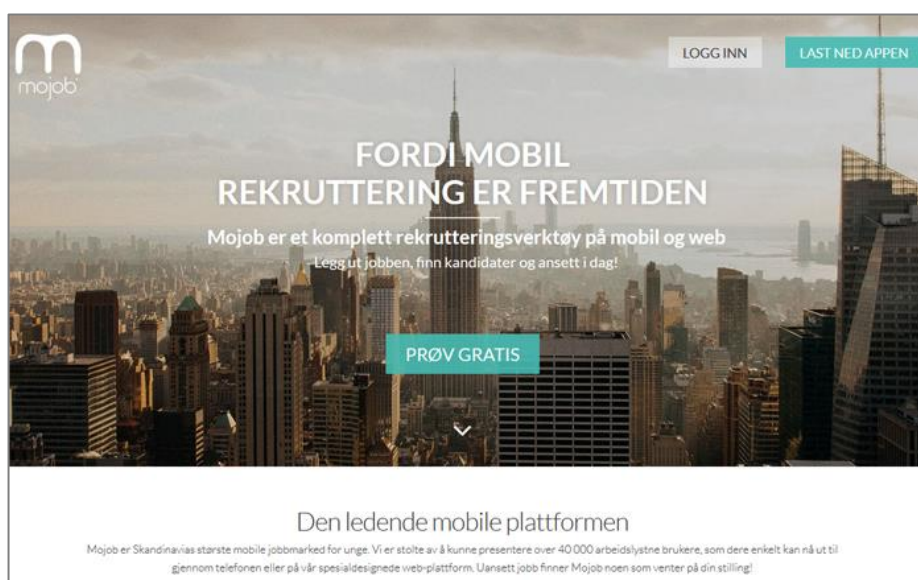 mojob
LOGG INN
LAST NED APPEN
FORDI MOBIL
REKRUTTERING ER FREMTIDEN
Mojob er et komplett rekrutteringsverktøy på mobil og web
Legg ut jobben, finn kandidater og ansett i dag!
PRØV GRATIS
Den ledende mobile plattformen
Mojob er Skandinavias største mobile jobbmarked for unge. Vi er stolte av å kunne presentere over 40 000 arbeidslystne brukere, som dere enkelt kan nå ut til
gjennom telefonen eller på vår spesialdesignede web-plattform. Uansett jobb finner Mojob noen som venter på din stilling!